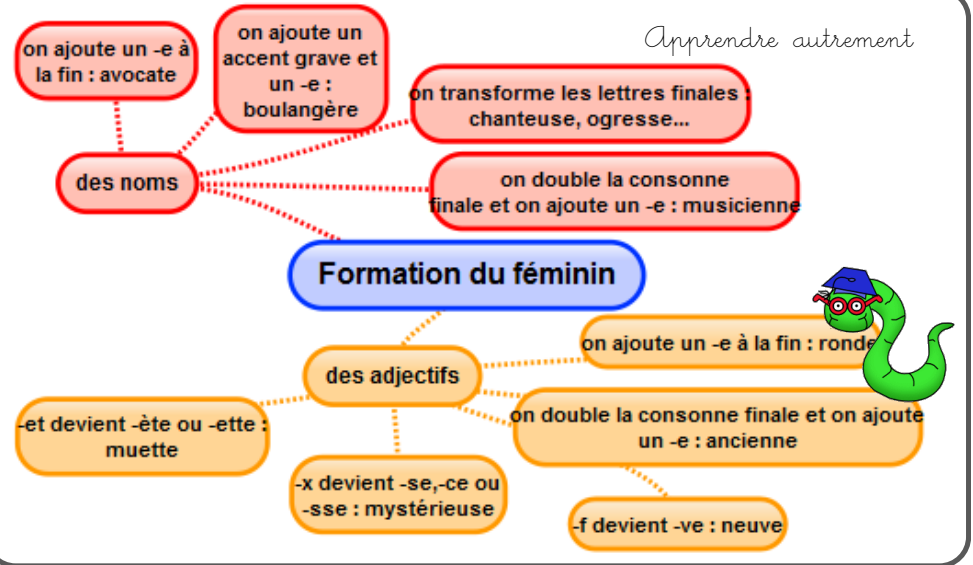 Apprendre autrement
on ajoute un -e à
la fin : avocate
on ajoute un
accent grave et
un -e :
boulangère
on transforme les lettres finales :
chanteuse, ogresse...
des noms
on double la consonne
finale et on ajoute un -e : musicienne
Formation du féminin
des adjectifs
on ajoute un -e à la fin : ronde
on double la consonne finale et on ajoute
un -e : ancienne
-et devient -ète ou -ette :
muette
-x devient -se,-ce ou
-sse : mystérieuse
-f devient -ve : neuve